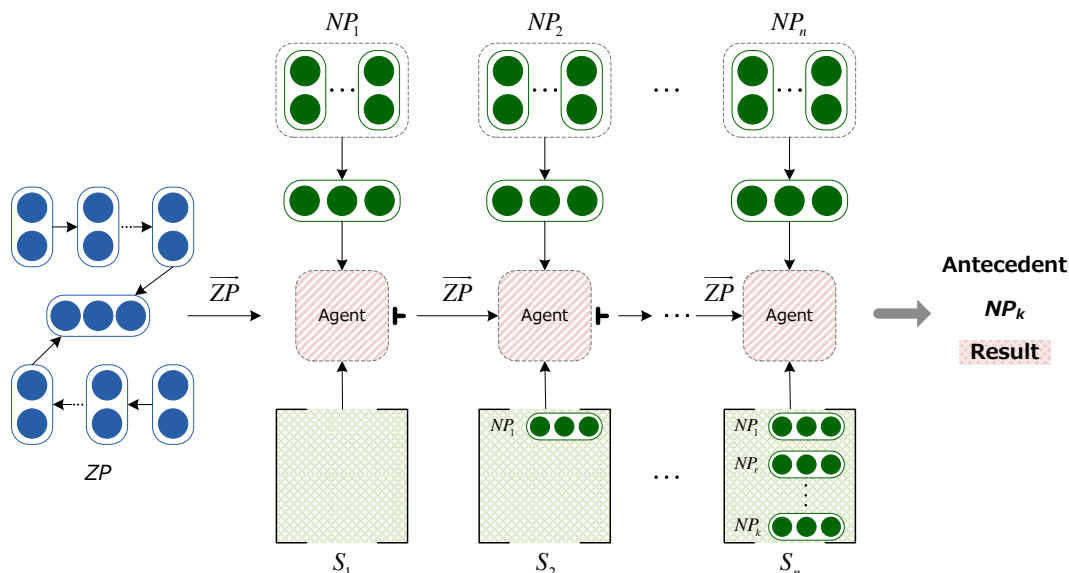 NP₁
NP₂
NPₙ
...
...
...
...
...
ZP
ZP
ZP
Agent
Agent
...
Agent
Antecedent
NPₖ
Result
ZP
NP₁
NP₁
NPᵣ
NPₖ
...
S₁
S₂
Sₙ